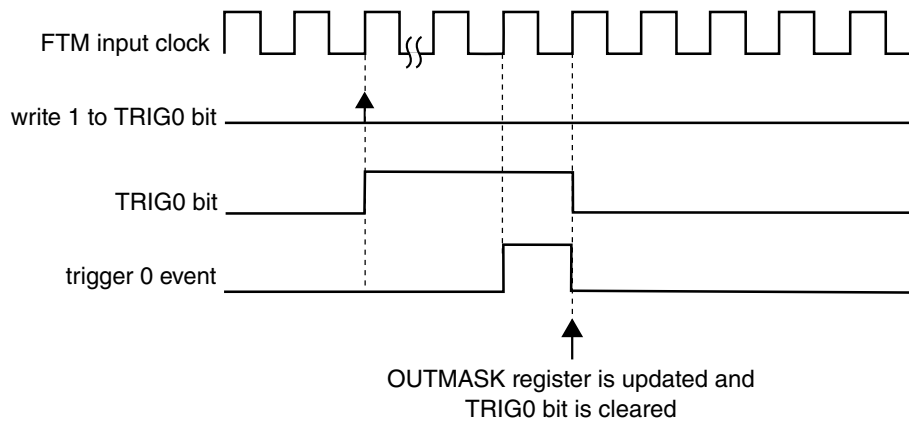 FTM input clock
write 1 to TRIG0 bit
TRIG0 bit
trigger 0 event
OUTMASK register is updated and
TRIG0 bit is cleared